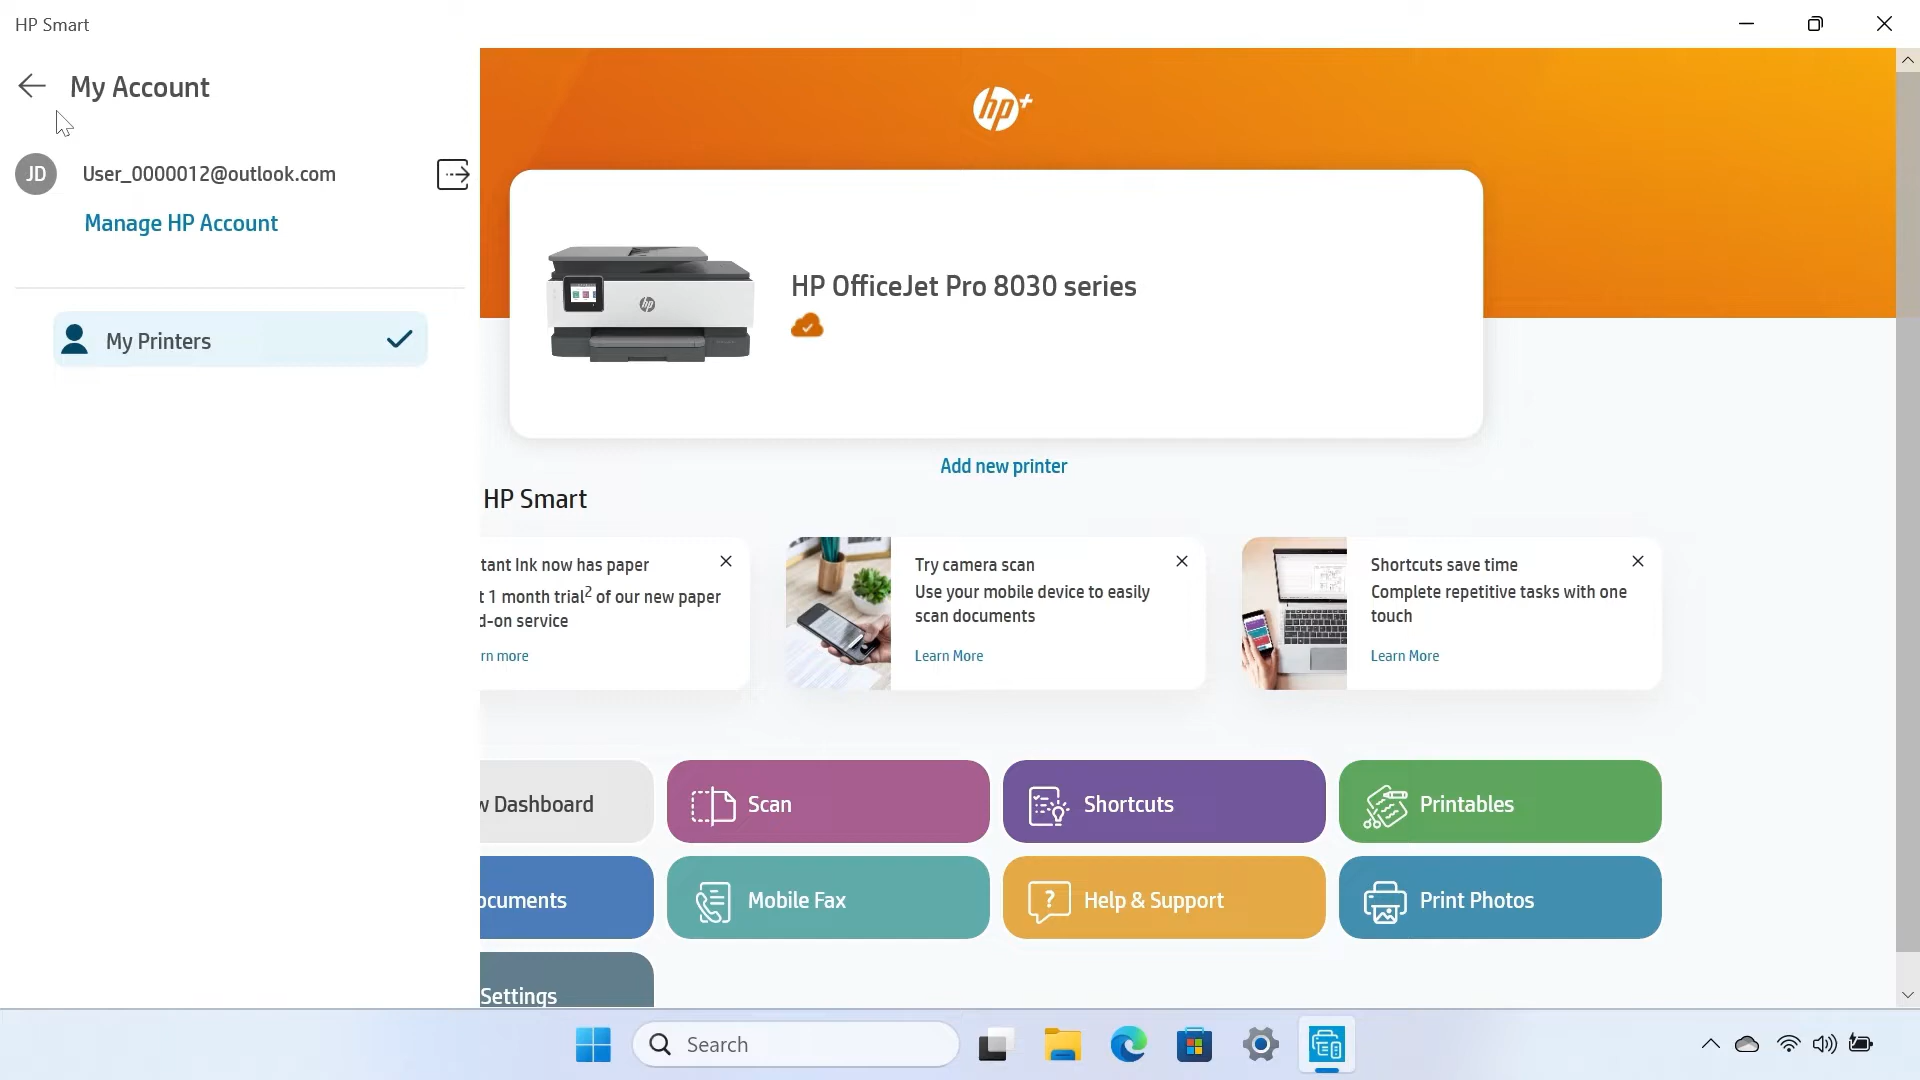 HP Smart
My Account
JD
User_0000012@outlook.com
Manage HP Account
My Printers
hp+
hp
HP OfficeJet Pro 8030 series
Add new printer
HP Smart
tant Ink now has paper
t 1 month trial² of our new paper
d-on service
rn more
Try camera scan
Use your mobile device to easily
scan documents
Learn More
Shortcuts save time
Complete repetitive tasks with one
touch
Learn More
w Dashboard
Scan
Shortcuts
Printables
ocuments
Mobile Fax
Help & Support
Print Photos
Settings
Search